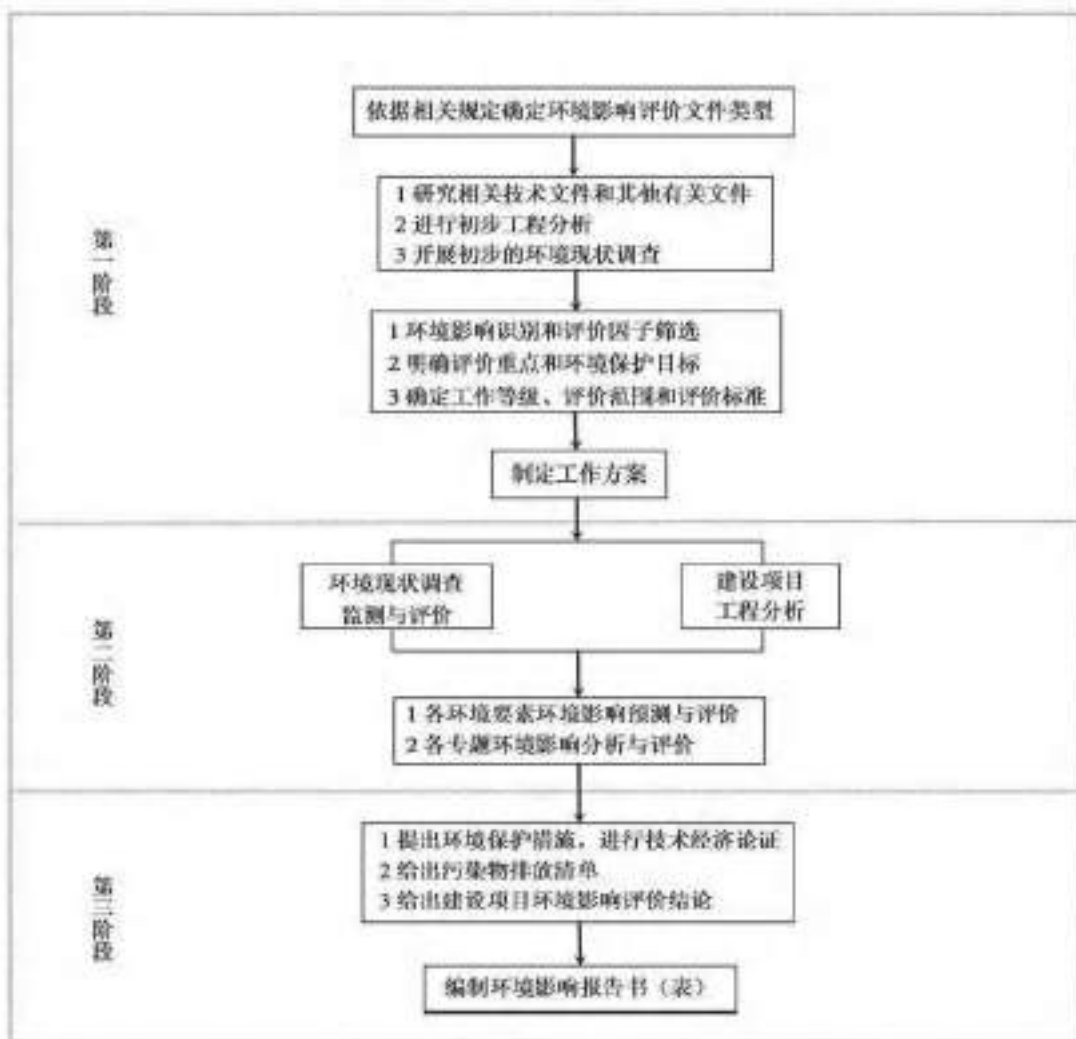 依据相关规定确定环境影响评价文件类型
1 研究相关技术文件和其他有关文件
2 进行初步工程分析
3 开展初步的环境现状调查
第一阶段
1 环境影响识别和评价因子筛选
2 明确评价重点和环境保护目标
3 确定工作等级、评价范围和评价标准
制定工作方案
环境现状调查
监测与评价
建设项目
工程分析
第二阶段
1 各环境要素环境影响预测与评价
2 各专题环境影响分析与评价
1 提出环境保护措施，进行技术经济论证
2 给出污染物排放清单
3 给出建设项目环境影响评价结论
第三阶段
编制环境影响报告书（表）